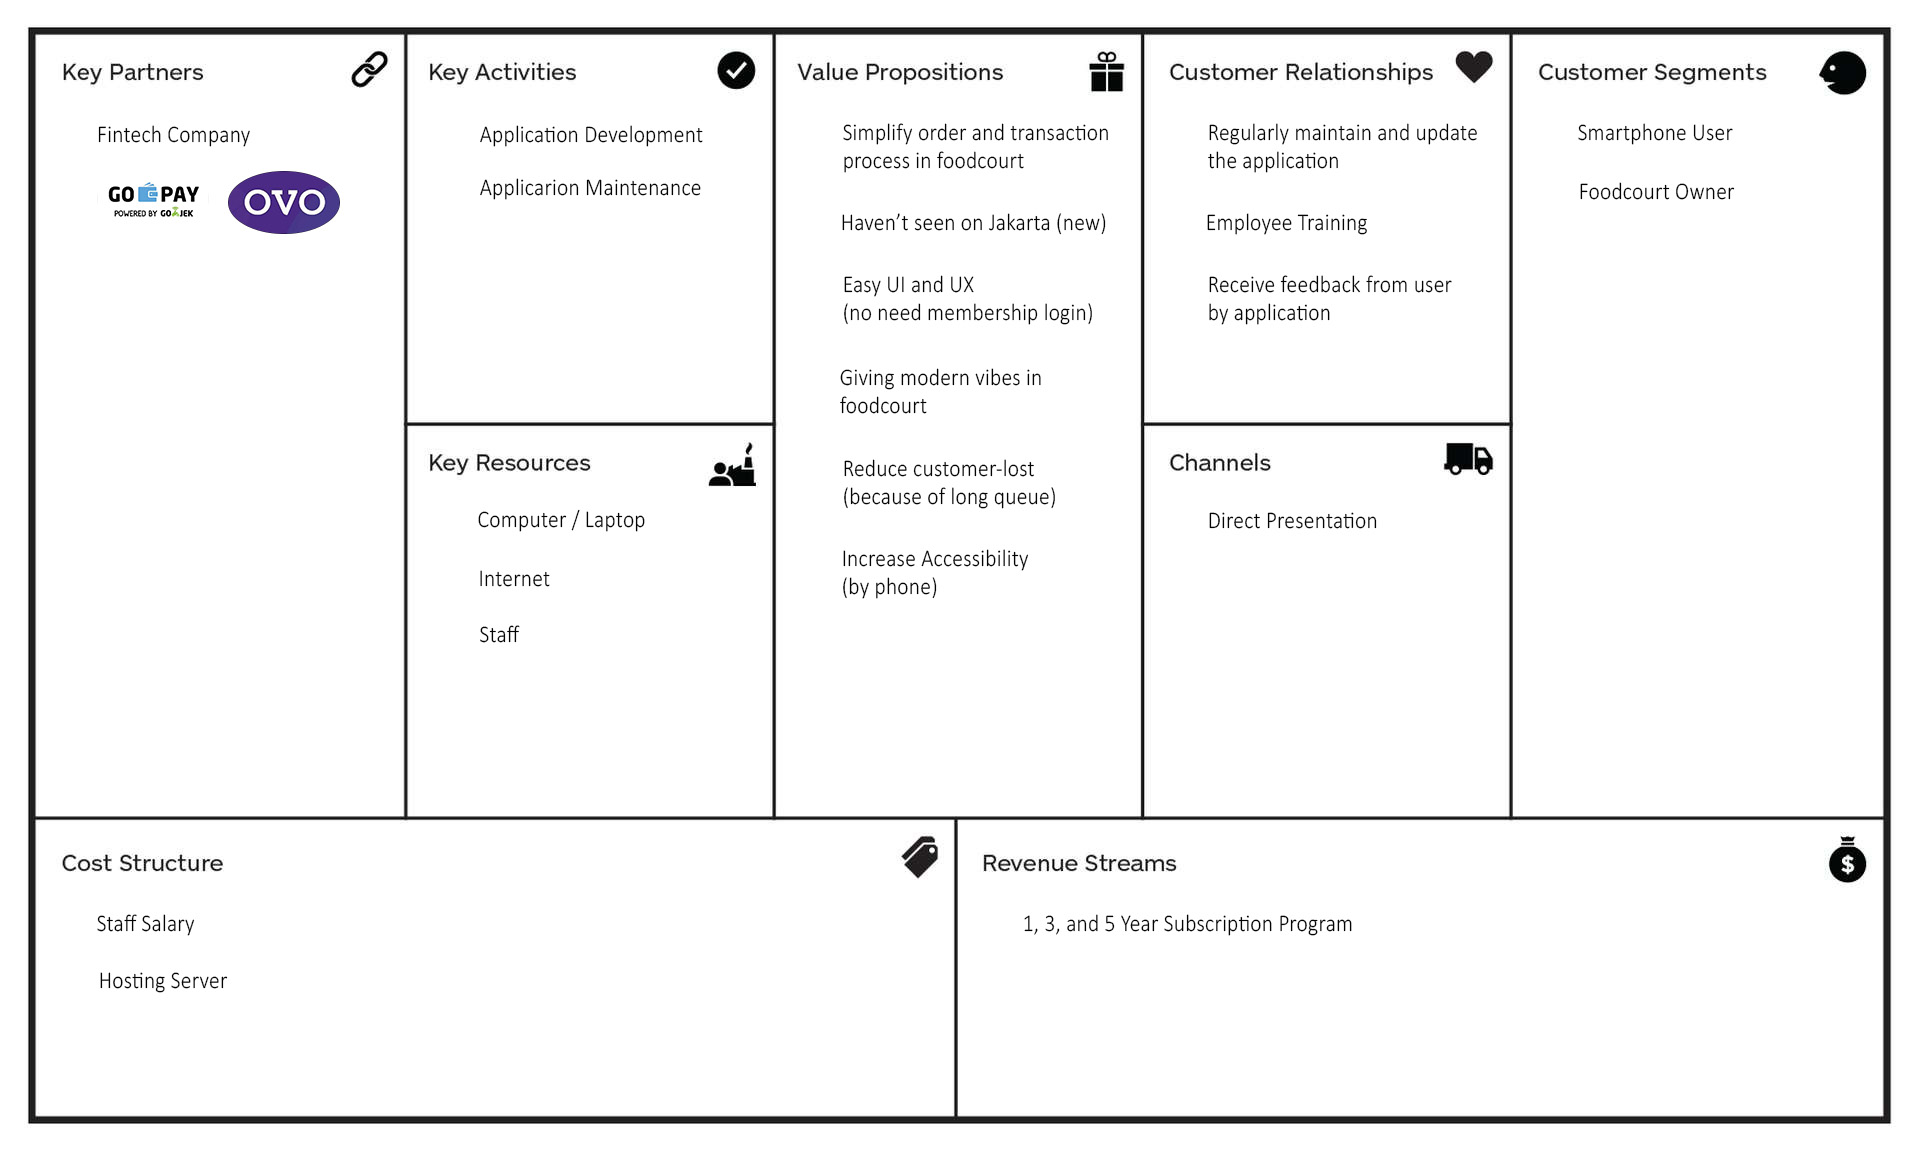 Key Partners
Fintech Company
GO PAY
POWERED BY GOJEK
OVO
Key Activities
Application Development
Applicarion Maintenance
Key Resources
Computer / Laptop
Internet
Staff
Value Propositions
Simplify order and transaction
process in foodcourt
Haven’t seen on Jakarta (new)
Easy UI and UX
(no need membership login)
Giving modern vibes in
foodcourt
Reduce customer-lost
(because of long queue)
Increase Accessibility
(by phone)
Customer Relationships
Regularly maintain and update
the application
Employee Training
Receive feedback from user
by application
Channels
Direct Presentation
Customer Segments
Smartphone User
Foodcourt Owner
Cost Structure
Staff Salary
Hosting Server
Revenue Streams
$
1, 3, and 5 Year Subscription Program